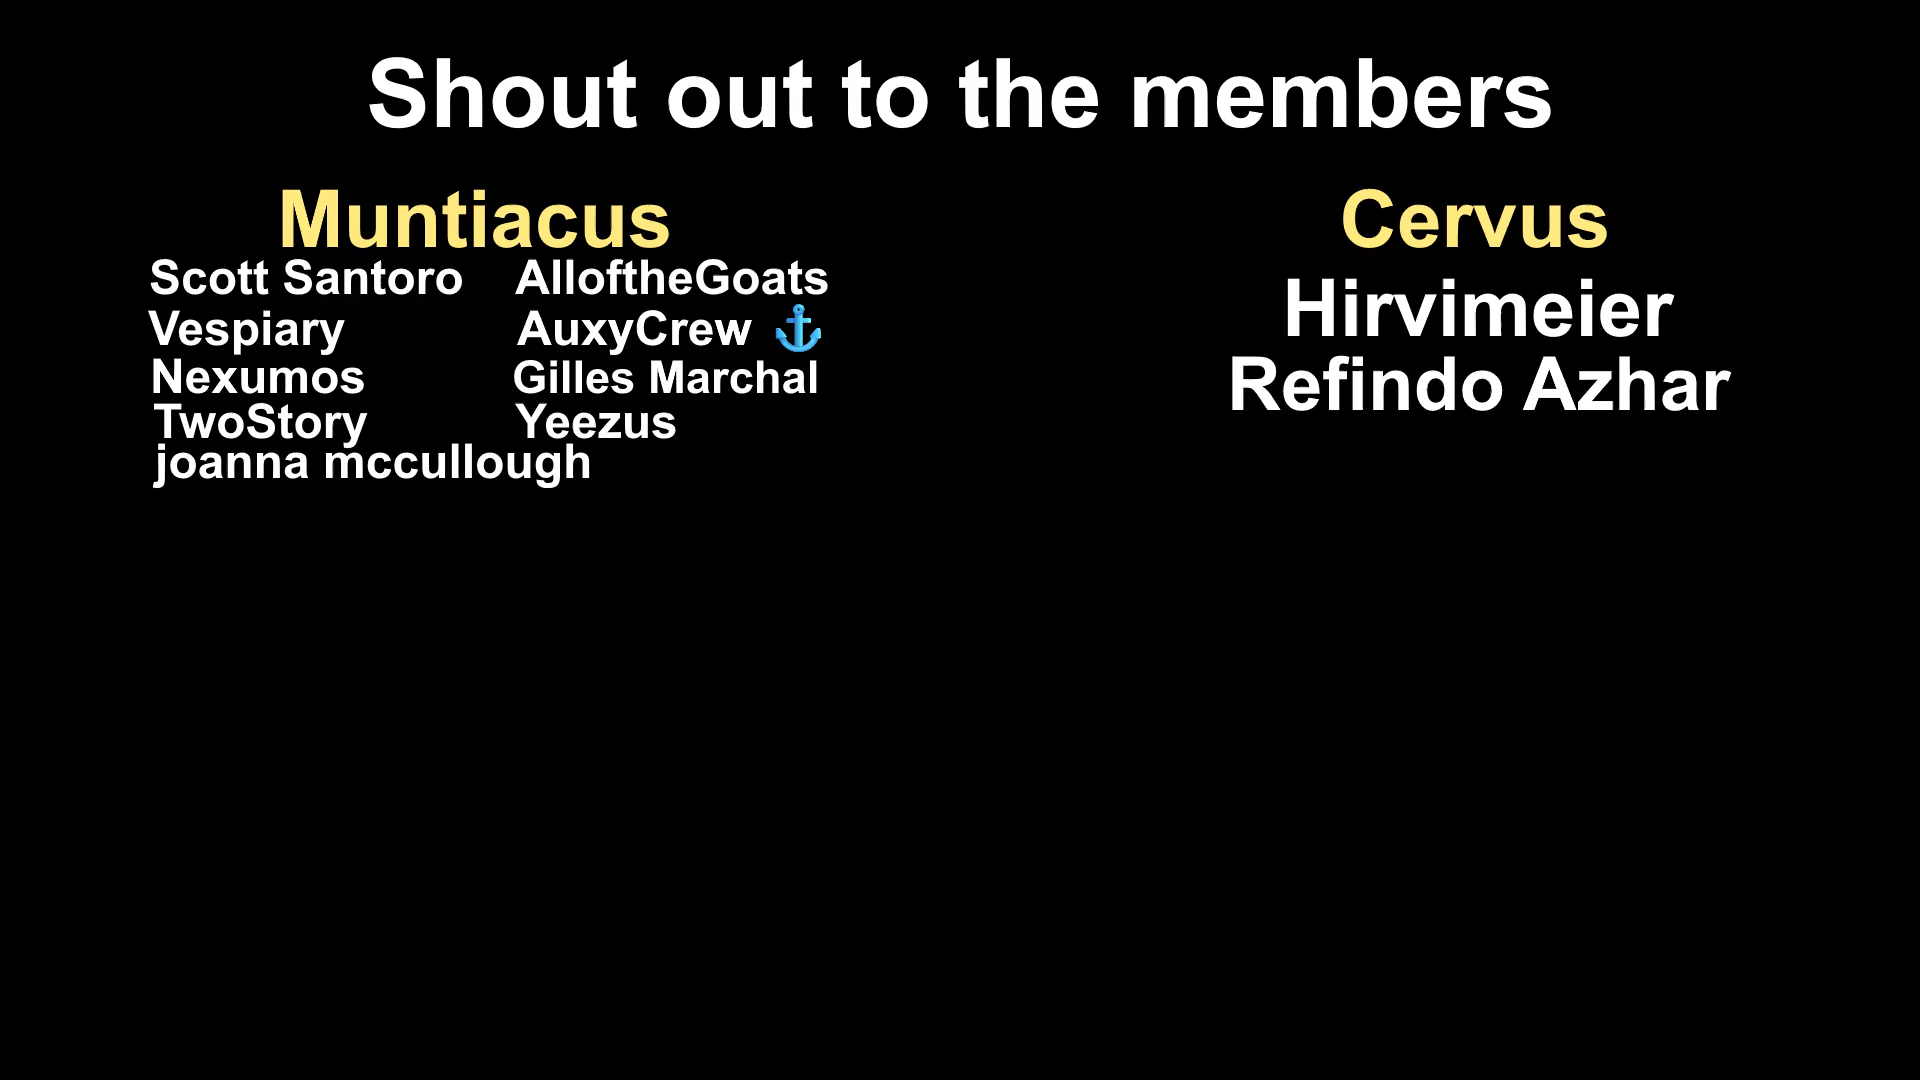 Shout out to the members
Muntiacus
Scott Santoro AlloftheGoats
Vespiary AuxyCrew ⚓
Nexumos Gilles Marchal
TwoStory Yeezus
joanna mccullough
Cervus
Hirvimeier
Refindo Azhar